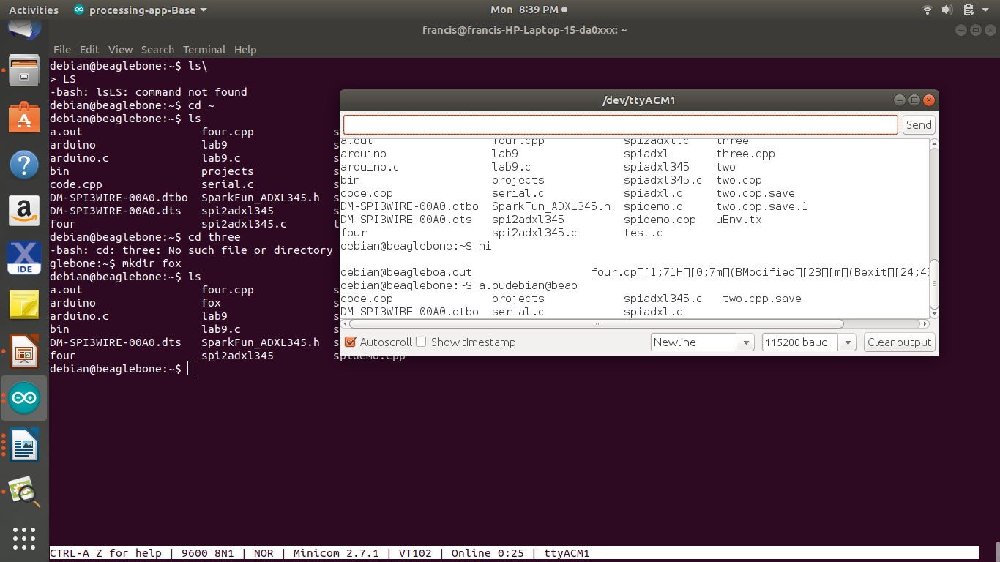 Activities processing-app-Base Mon 8:39 PM
francis@francis-HP-Laptop-15-da0xxx: ~
File Edit View Search Terminal Help
debian@beaglebone:~$ ls\
> LS
-bash: lsLS: command not found
debian@beaglebone:~$ cd ~
debian@beaglebone:~$ ls
a.out four.cpp s
arduino lab9 s
arduino.c lab9.c s
bin projects s
code.cpp serial.c s
DM-SPI3WIRE-00A0.dtbo SparkFun_ADXL345.h s
DM-SPI3WIRE-00A0.dts spi2adxl345 s
four spi2adxl345.c t
debian@beaglebone:~$ cd three
-bash: cd: three: No such file or directory
glebone:~$ mkdir fox
debian@beaglebone:~$ ls
a.out four.cpp s
arduino fox s
arduino.c lab9 s
bin lab9.c s
DM-SPI3WIRE-00A0.dts SparkFun_ADXL345.h s
four spi2adxl345 spidemo.cpp
debian@beaglebone:~$
/dev/ttyACM1
Send
a.out four.cpp spi2adxl.c three
arduino lab9 spiadxl three.cpp
arduino.c lab9.c spiadxl345 two
bin projects spiadxl345.c two.cpp
code.cpp serial.c spiadxl.c two.cpp.save
DM-SPI3WIRE-00A0.dtbo SparkFun_ADXL345.h spidemo.c two.cpp.save.1
DM-SPI3WIRE-00A0.dts spi2adxl345 spidemo.cpp uEnv.tx
four spi2adxl345.c test.c
debian@beaglebone:~$ hi
debian@beagleboa.out four.cp▯[1;71H▯[0;7m▯(BModified▯[2B▯[m▯(Bexit▯[24;45
debian@beaglebone:~$ a.oudebian@beap
code.cpp projects spiadxl345.c two.cpp.save
DM-SPI3WIRE-00A0.dtbo serial.c spiadxl.c
Autoscroll Show timestamp Newline 115200 baud Clear output
a
IDE
CTRL-A Z for help | 9600 8N1 | NOR | Minicom 2.7.1 | VT102 | Online 0:25 | ttyACM1